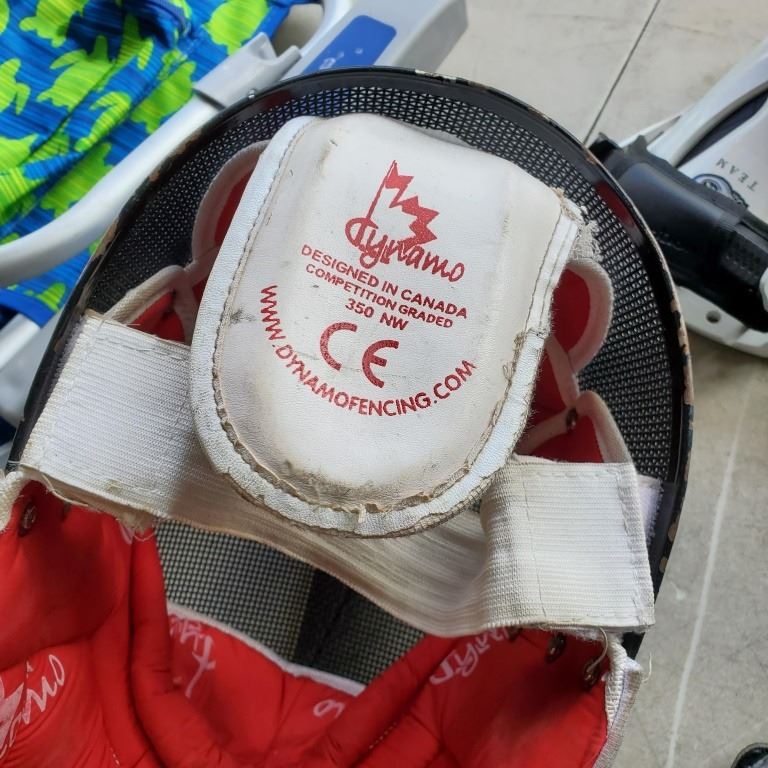 Dynamo
DESIGNED IN CANADA
COMPETITION GRADED
350 NW
CE
WWW.DYNAMOFENCING.COM
TEAM